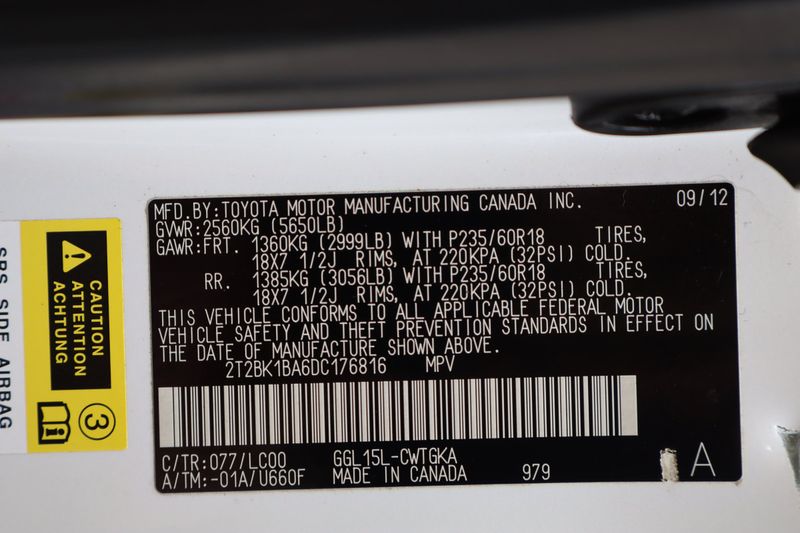 MFD.BY:TOYOTA MOTOR MANUFACTURING CANADA INC. 09/12
GVWR:2560KG (5650LB)
GAWR:FRT. 1360KG (2999LB) WITH P235/60R18 TIRES,
18X7 1/2J RIMS, AT 220KPA (32PSI) COLD.
RR. 1385KG (3056LB) WITH P235/60R18 TIRES,
18X7 1/2J RIMS, AT 220KPA (32PSI) COLD.
THIS VEHICLE CONFORMS TO ALL APPLICABLE FEDERAL MOTOR
VEHICLE SAFETY AND THEFT PREVENTION STANDARDS IN EFFECT ON
THE DATE OF MANUFACTURE SHOWN ABOVE.
2T2BK1BA6DC176816 MPV
C/TR:077/LC00 GGL15L-CWTGKA
A/TM:-01A/U660F MADE IN CANADA 979 A
CAUTION
ATTENTION
ACHTUNG
3
SRS SIDE AIRBAG